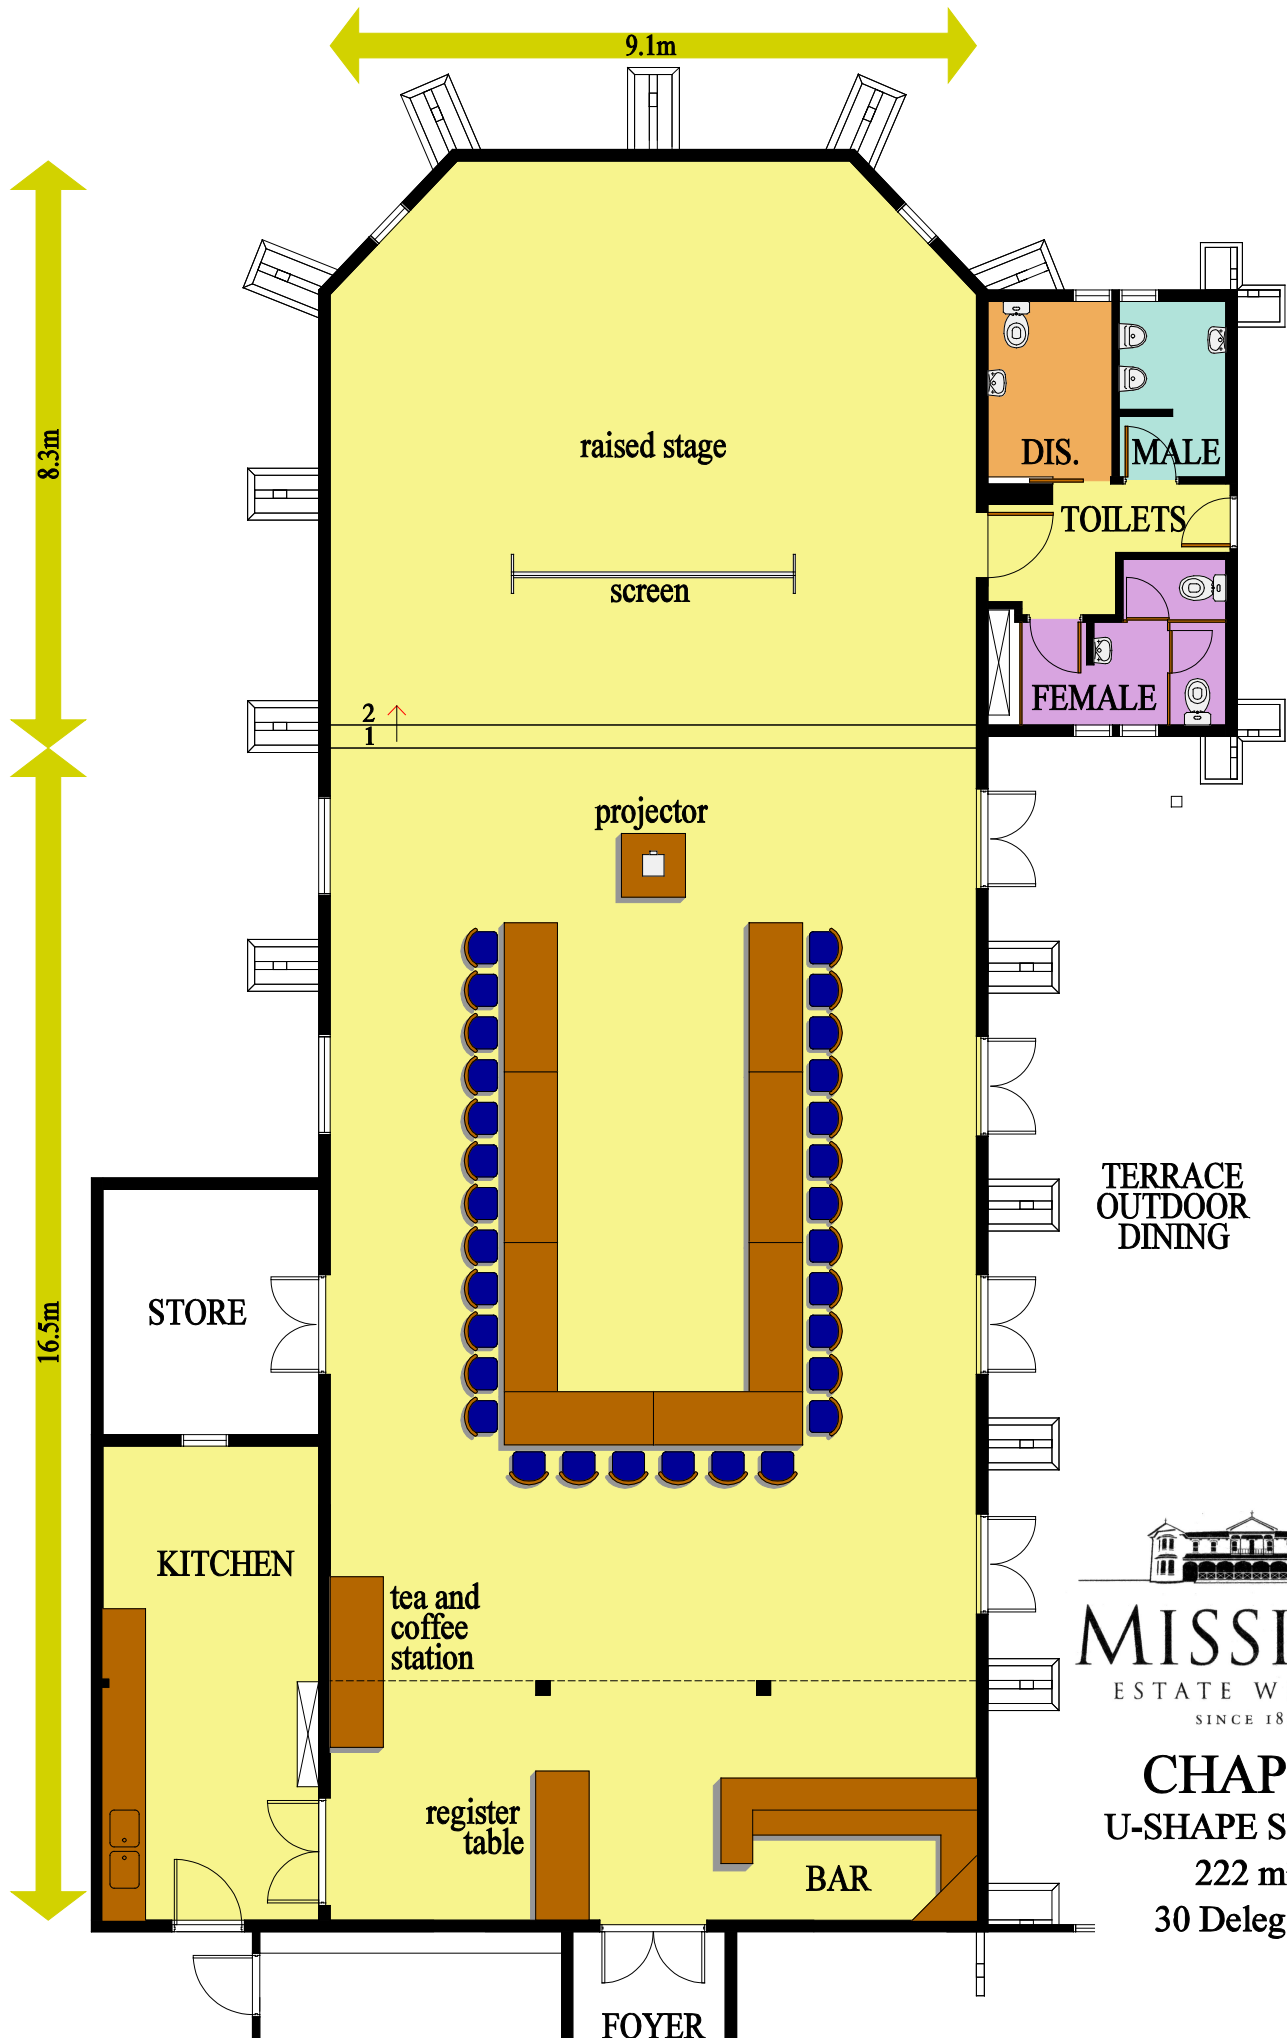 9.1m
8.3m
raised stage
DIS.
MALE
TOILETS
screen
FEMALE
2
1
projector
TERRACE
OUTDOOR
DINING
STORE
16.5m
KITCHEN
tea and
coffee
station
MISSI
ESTATE W
SINCE 18
register
table
BAR
CHAP
U-SHAPE S
222 m
30 Deleg
FOYER